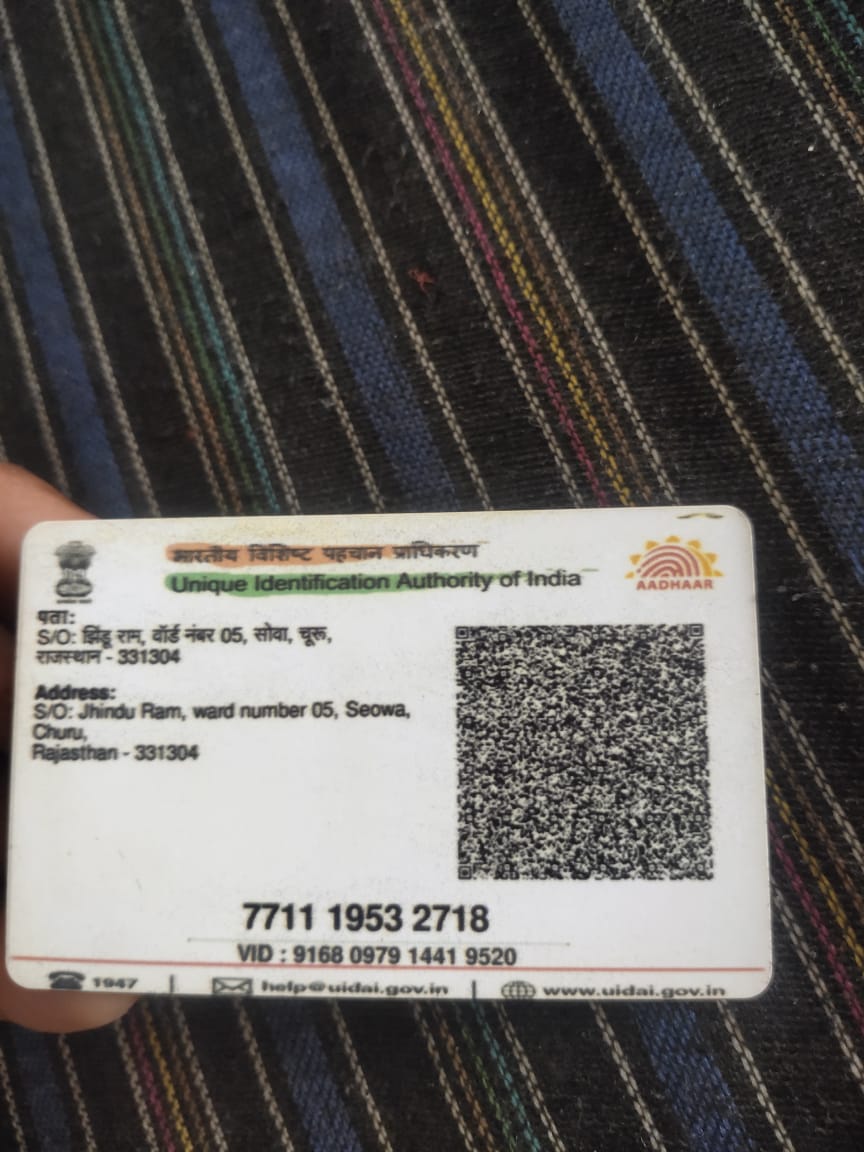 भारतीय विशिष्ट पहचान प्राधिकरण
Unique Identification Authority of India
AADHAAR
पता:
S/O: झिंडू राम, वॉर्ड नंबर 05, सोवा, चूरू,
राजस्थान - 331304
Address:
S/O: Jhindu Ram, ward number 05, Seowa,
Churu,
Rajasthan - 331304
7711 1953 2718
VID : 9168 0979 1441 9520
1947 | help@uidai.gov.in | www.uidai.gov.in